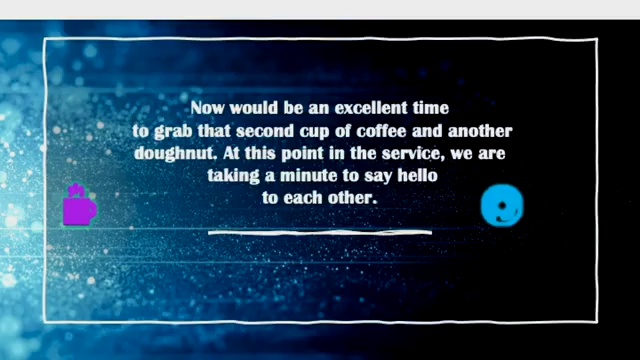 Now would be an excellent time
to grab that second cup of coffee and another
doughnut. At this point in the service, we are
taking a minute to say hello
to each other.